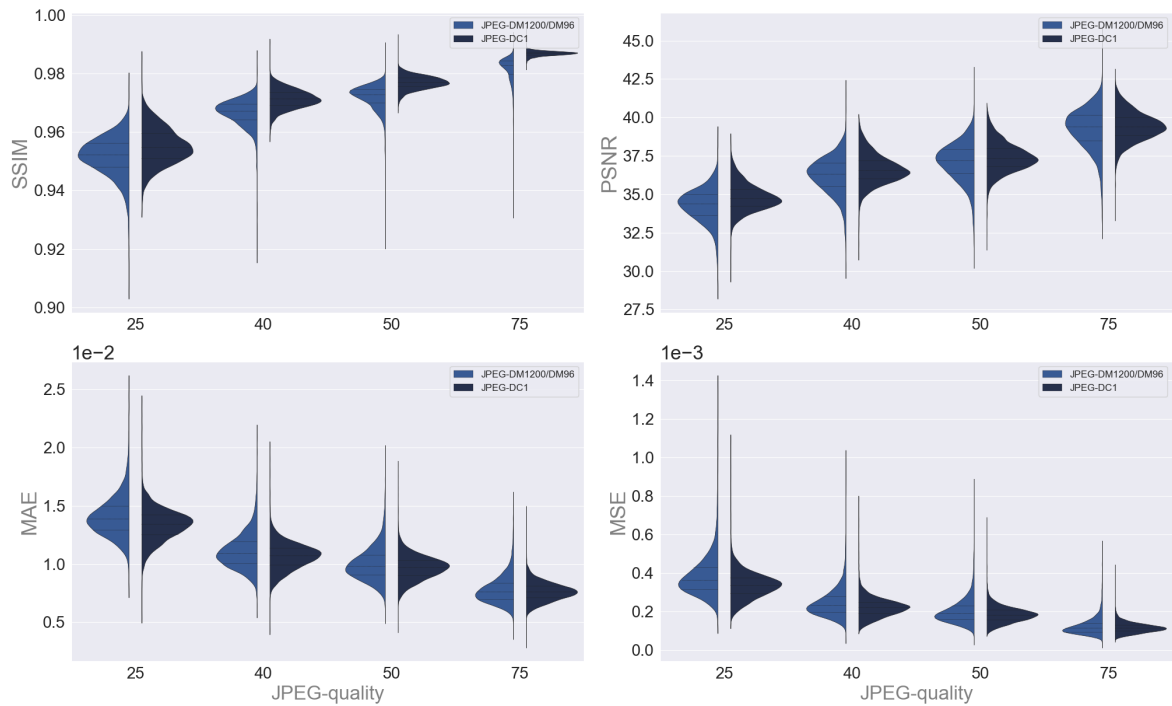 1.00
0.98
0.96
0.94
0.92
0.90
SSIM
JPEG-DM1200/DM96
JPEG-DC1
25
40
50
75
45.0
42.5
40.0
37.5
35.0
32.5
30.0
27.5
PSNR
JPEG-DM1200/DM96
JPEG-DC1
25
40
50
75
1e−2
2.5
2.0
1.5
1.0
0.5
MAE
JPEG-DM1200/DM96
JPEG-DC1
25
40
50
75
JPEG-quality
1e−3
1.4
1.2
1.0
0.8
0.6
0.4
0.2
0.0
MSE
JPEG-DM1200/DM96
JPEG-DC1
25
40
50
75
JPEG-quality